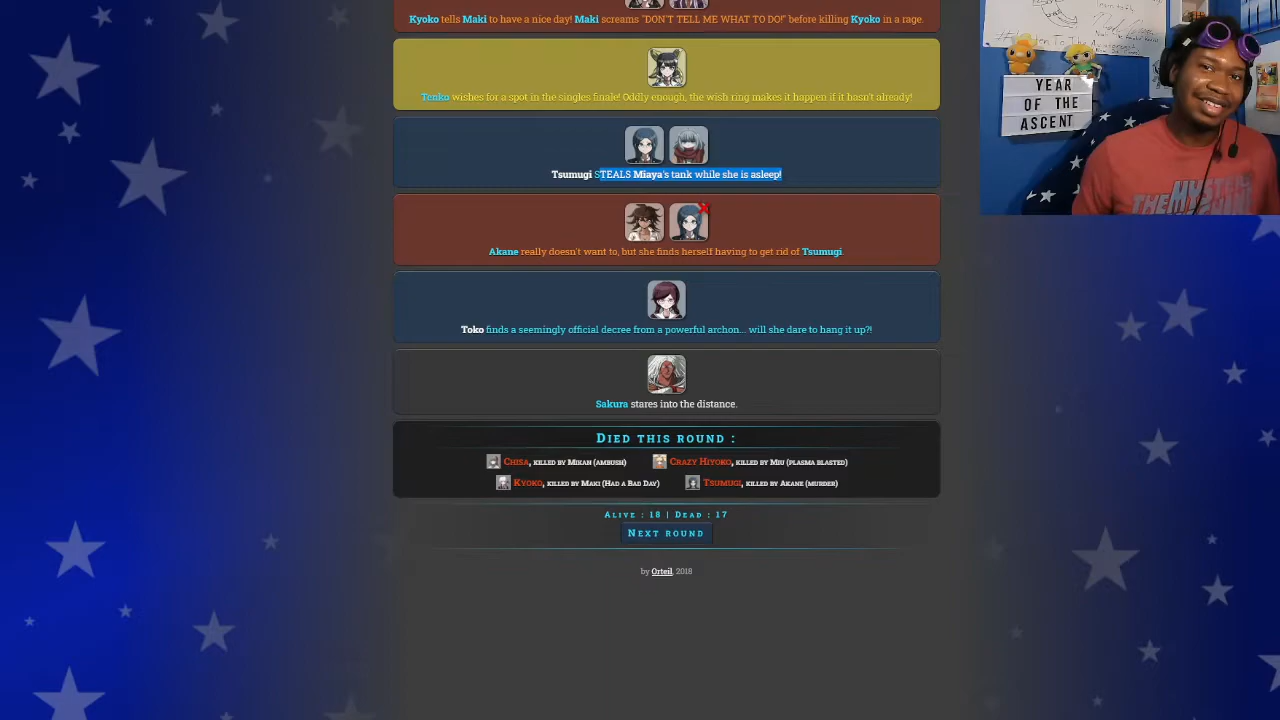 Kyoko tells Maki to have a nice day! Maki screams "DON'T TELL ME WHAT TO DO!" before killing Kyoko in a rage.
Tenko wishes for a spot in the singles finale! Oddly enough, the wish ring makes it happen if it hasn't already!
Tsumugi STEALS Miaya's tank while she is asleep!
Akane really doesn't want to, but she finds herself having to get rid of Tsumugi.
Toko finds a seemingly official decree from a powerful archon... will she dare to hang it up?!
Sakura stares into the distance.
DIED THIS ROUND :
CHISA, KILLED BY MIKAN (AMBUSH) CRAZY HIYOKO, KILLED BY MIU (PLASMA BLASTED)
KYOKO, KILLED BY MAKI (HAD A BAD DAY) TSUMUGI, KILLED BY AKANE (MURDER)
ALIVE : 18 | DEAD : 17
NEXT ROUND
by Orteil, 2018
YEAR
OF THE
ASCENT